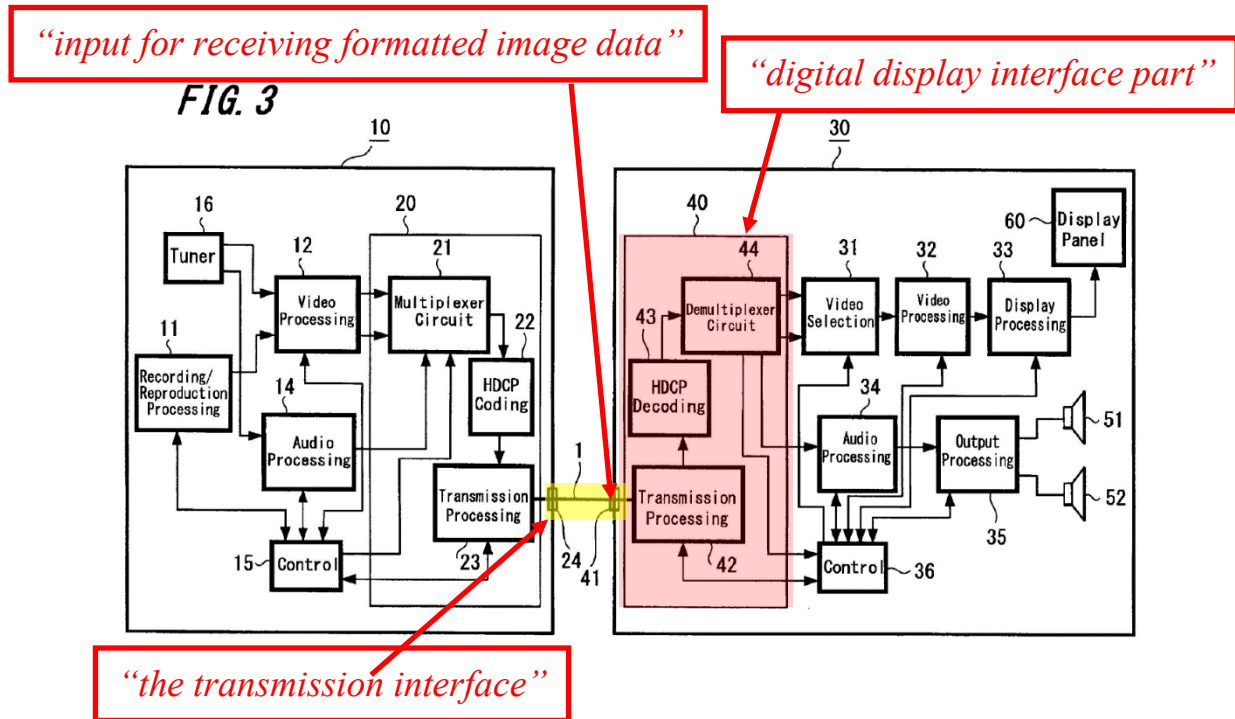 “input for receiving formatted image data”
“digital display interface part”
FIG. 3
10
30
16
Tuner
12
Video
Processing
20
21
Multiplexer
Circuit
22
HDCP
Coding
11
Recording/
Reproduction
Processing
14
Audio
Processing
15
Control
Transmission
Processing
23
1
24
41
40
44
Demultiplexer
Circuit
43
HDCP
Decoding
Transmission
Processing
42
31
Video
Selection
32
Video
Processing
33
Display
Processing
60
Display
Panel
34
Audio
Processing
Output
Processing
35
51
52
Control
36
“the transmission interface”